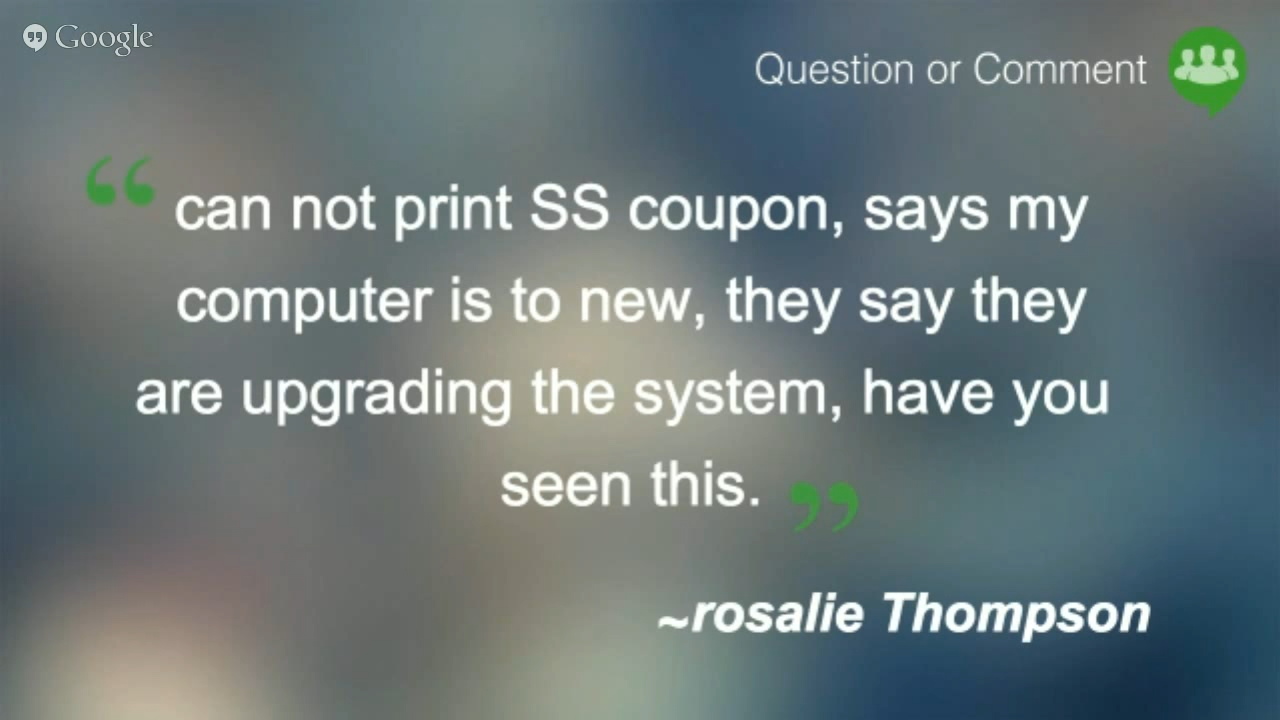 Google
Question or Comment
“ can not print SS coupon, says my
computer is to new, they say they
are upgrading the system, have you
seen this. ”
~rosalie Thompson